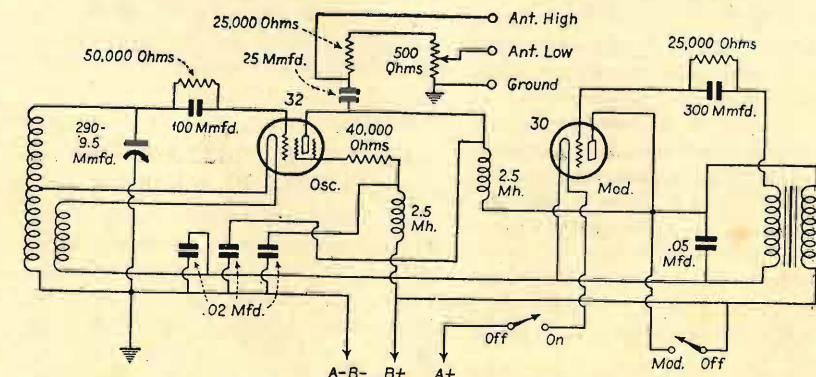 25,000 Ohms
Ant. High
50,000 Ohms
25 Mmfd.
500
Ohms
Ant. Low
25,000 Ohms
Ground
32
290-
9.5
Mmfd.
100 Mmfd.
40,000
Ohms
30
300 Mmfd.
Osc.
2.5
Mh.
Mod.
2.5
Mh.
.05
Mfd.
.02 Mfd.
Off
On
Mod.
Off
A-B-
B+
A+